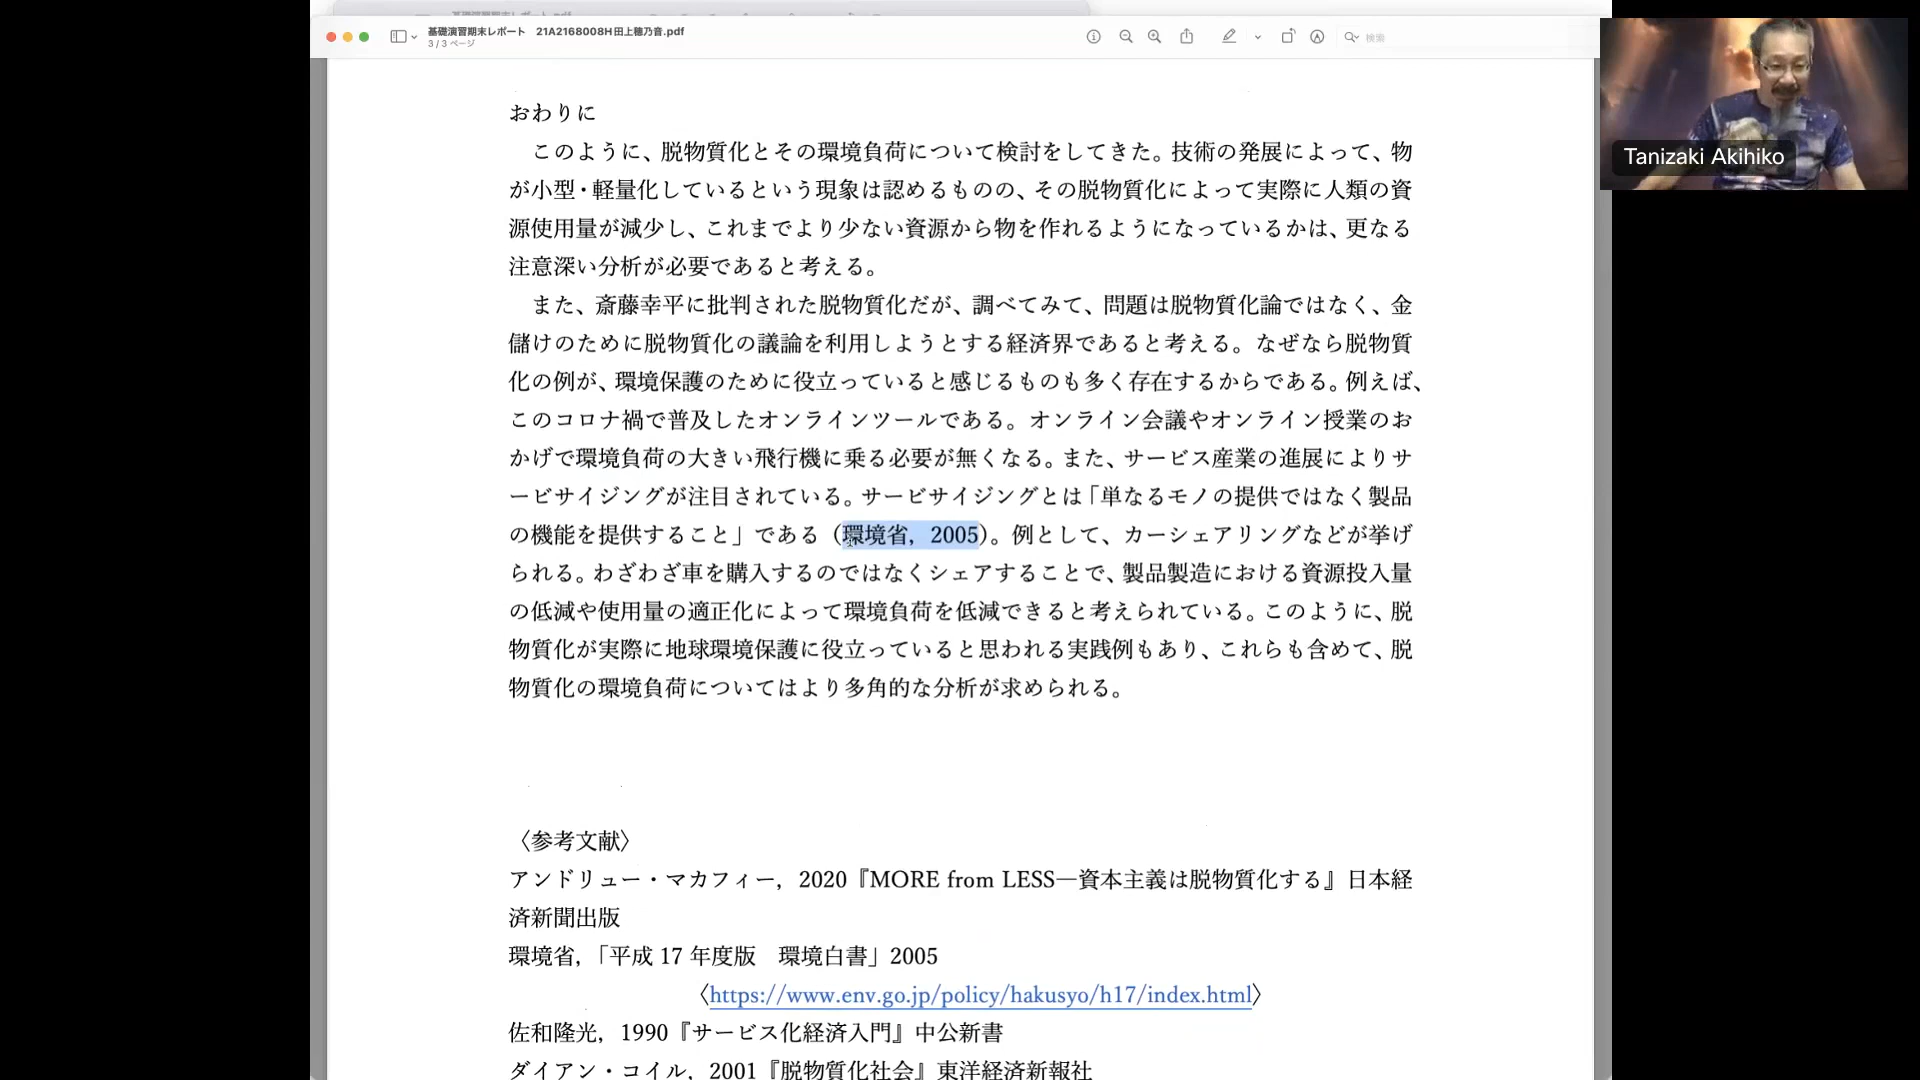 基礎演習期末レポート　21A2168008H田上穂乃音.pdf
3 / 3 ページ
検索
Tanizaki Akihiko
おわりに
このように、脱物質化とその環境負荷について検討をしてきた。技術の発展によって、物
が小型・軽量化しているという現象は認めるものの、その脱物質化によって実際に人類の資
源使用量が減少し、これまでより少ない資源から物を作れるようになっているかは、更なる
注意深い分析が必要であると考える。
また、斎藤幸平に批判された脱物質化だが、調べてみて、問題は脱物質化論ではなく、金
儲けのために脱物質化の議論を利用しようとする経済界であると考える。なぜなら脱物質
化の例が、環境保護のために役立っていると感じるものも多く存在するからである。例えば、
このコロナ禍で普及したオンラインツールである。オンライン会議やオンライン授業のお
かげで環境負荷の大きい飛行機に乗る必要が無くなる。また、サービス産業の進展によりサ
ービサイジングが注目されている。サービサイジングとは「単なるモノの提供ではなく製品
の機能を提供すること」である（環境省，2005）。例として、カーシェアリングなどが挙げ
られる。わざわざ車を購入するのではなくシェアすることで、製品製造における資源投入量
の低減や使用量の適正化によって環境負荷を低減できると考えられている。このように、脱
物質化が実際に地球環境保護に役立っていると思われる実践例もあり、これらも含めて、脱
物質化の環境負荷についてはより多角的な分析が求められる。
〈参考文献〉
アンドリュー・マカフィー，2020『MORE from LESS―資本主義は脱物質化する』日本経
済新聞出版
環境省，「平成 17 年度版　環境白書」2005
〈https://www.env.go.jp/policy/hakusyo/h17/index.html〉
佐和隆光，1990『サービス化経済入門』中公新書
ダイアン・コイル，2001『脱物質化社会』東洋経済新報社